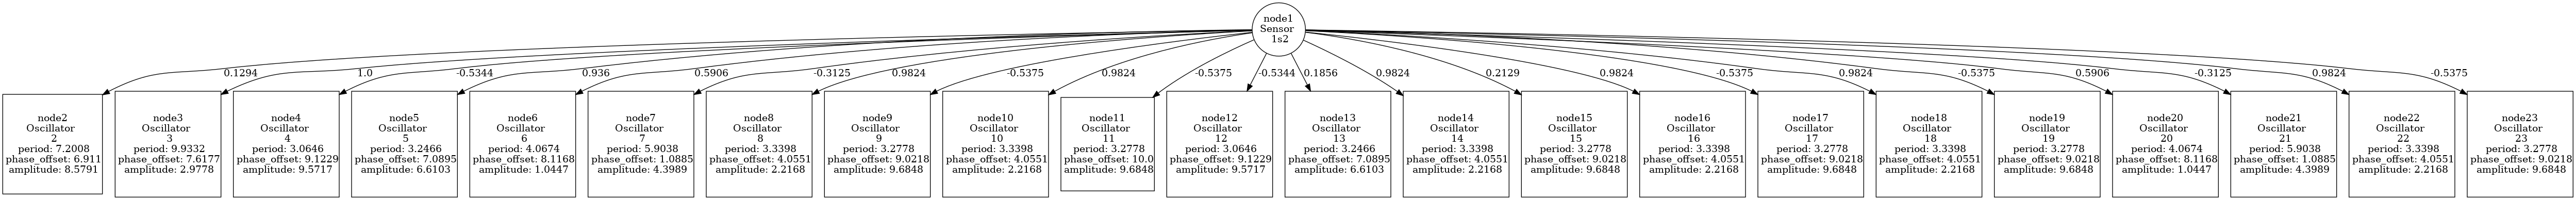 node1
Sensor
1s2
0.1294
1.0
-0.5344
0.936
0.5906
-0.3125
0.9824
-0.5375
0.9824
-0.5375
-0.5344
0.1856
0.9824
0.2129
0.9824
-0.5375
0.9824
-0.5375
0.5906
-0.3125
0.9824
-0.5375
node2
Oscillator
2
period: 7.2008
phase_offset: 6.911
amplitude: 8.5791
node3
Oscillator
3
period: 9.9332
phase_offset: 7.6177
amplitude: 2.9778
node4
Oscillator
4
period: 3.0646
phase_offset: 9.1229
amplitude: 9.5717
node5
Oscillator
5
period: 3.2466
phase_offset: 7.0895
amplitude: 6.6103
node6
Oscillator
6
period: 4.0674
phase_offset: 8.1168
amplitude: 1.0447
node7
Oscillator
7
period: 5.9038
phase_offset: 1.0885
amplitude: 4.3989
node8
Oscillator
8
period: 3.3398
phase_offset: 4.0551
amplitude: 2.2168
node9
Oscillator
9
period: 3.2778
phase_offset: 9.0218
amplitude: 9.6848
node10
Oscillator
10
period: 3.3398
phase_offset: 4.0551
amplitude: 2.2168
node11
Oscillator
11
period: 3.2778
phase_offset: 10.0
amplitude: 9.6848
node12
Oscillator
12
period: 3.0646
phase_offset: 9.1229
amplitude: 9.5717
node13
Oscillator
13
period: 3.2466
phase_offset: 7.0895
amplitude: 6.6103
node14
Oscillator
14
period: 3.3398
phase_offset: 4.0551
amplitude: 2.2168
node15
Oscillator
15
period: 3.2778
phase_offset: 9.0218
amplitude: 9.6848
node16
Oscillator
16
period: 3.3398
phase_offset: 4.0551
amplitude: 2.2168
node17
Oscillator
17
period: 3.2778
phase_offset: 9.0218
amplitude: 9.6848
node18
Oscillator
18
period: 3.3398
phase_offset: 4.0551
amplitude: 2.2168
node19
Oscillator
19
period: 3.2778
phase_offset: 9.0218
amplitude: 9.6848
node20
Oscillator
20
period: 4.0674
phase_offset: 8.1168
amplitude: 1.0447
node21
Oscillator
21
period: 5.9038
phase_offset: 1.0885
amplitude: 4.3989
node22
Oscillator
22
period: 3.3398
phase_offset: 4.0551
amplitude: 2.2168
node23
Oscillator
23
period: 3.2778
phase_offset: 9.0218
amplitude: 9.6848